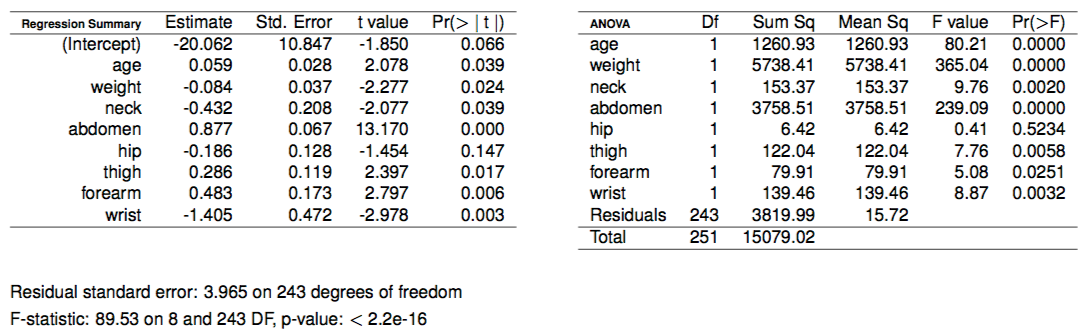 Regression Summary Estimate Std. Error t value Pr(> | t |)
(Intercept) -20.062 10.847 -1.850 0.066
age 0.059 0.028 2.078 0.039
weight -0.084 0.037 -2.277 0.024
neck -0.432 0.208 -2.077 0.039
abdomen 0.877 0.067 13.170 0.000
hip -0.186 0.128 -1.454 0.147
thigh 0.286 0.119 2.397 0.017
forearm 0.483 0.173 2.797 0.006
wrist -1.405 0.472 -2.978 0.003
ANOVA Df Sum Sq Mean Sq F value Pr(>F)
age 1 1260.93 1260.93 80.21 0.0000
weight 1 5738.41 5738.41 365.04 0.0000
neck 1 153.37 153.37 9.76 0.0020
abdomen 1 3758.51 3758.51 239.09 0.0000
hip 1 6.42 6.42 0.41 0.5234
thigh 1 122.04 122.04 7.76 0.0058
forearm 1 79.91 79.91 5.08 0.0251
wrist 1 139.46 139.46 8.87 0.0032
Residuals 243 3819.99 15.72
Total 251 15079.02
Residual standard error: 3.965 on 243 degrees of freedom
F-statistic: 89.53 on 8 and 243 DF, p-value: < 2.2e-16